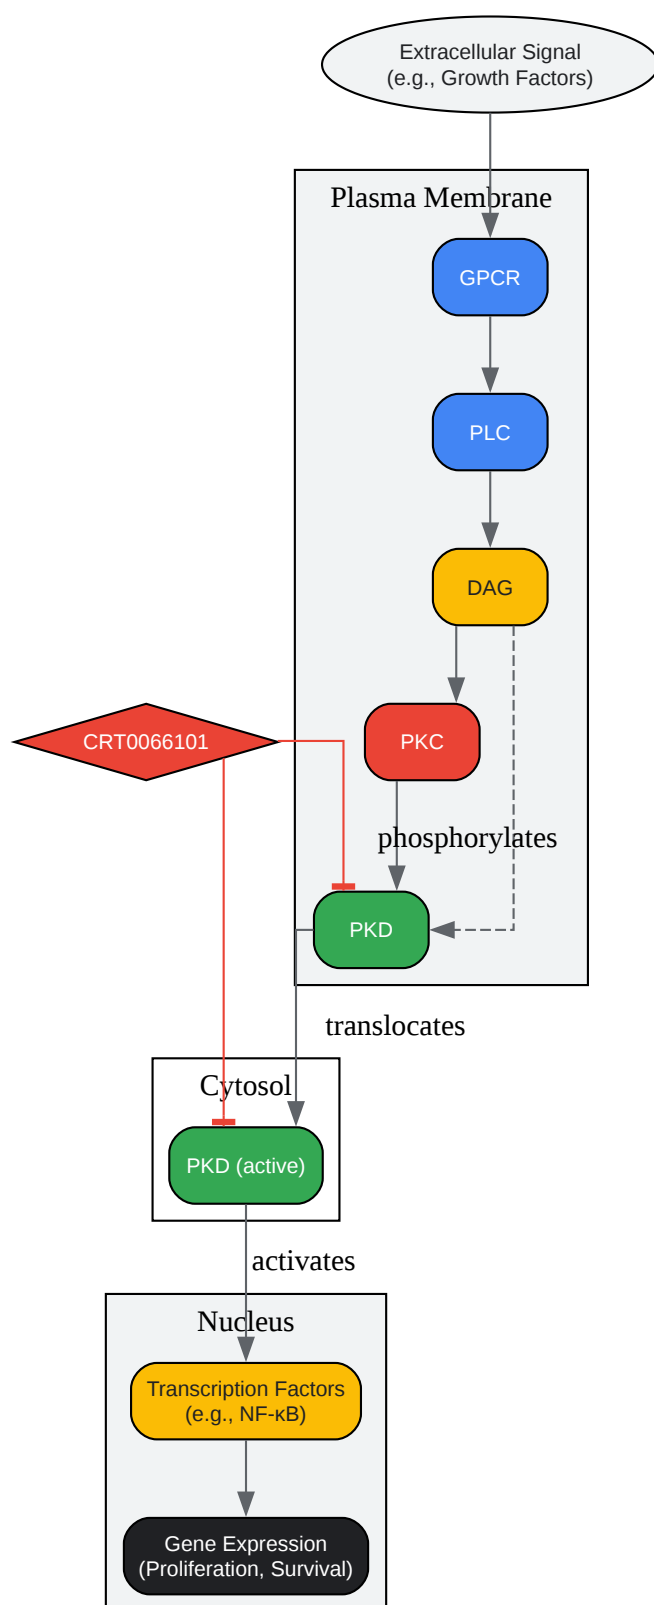 Extracellular Signal
(e.g., Growth Factors)
Plasma Membrane
GPCR
PLC
DAG
CRT0066101
PKC
phosphorylates
PKD
translocates
Cytosol
PKD (active)
activates
Nucleus
Transcription Factors
(e.g., NF-κB)
Gene Expression
(Proliferation, Survival)